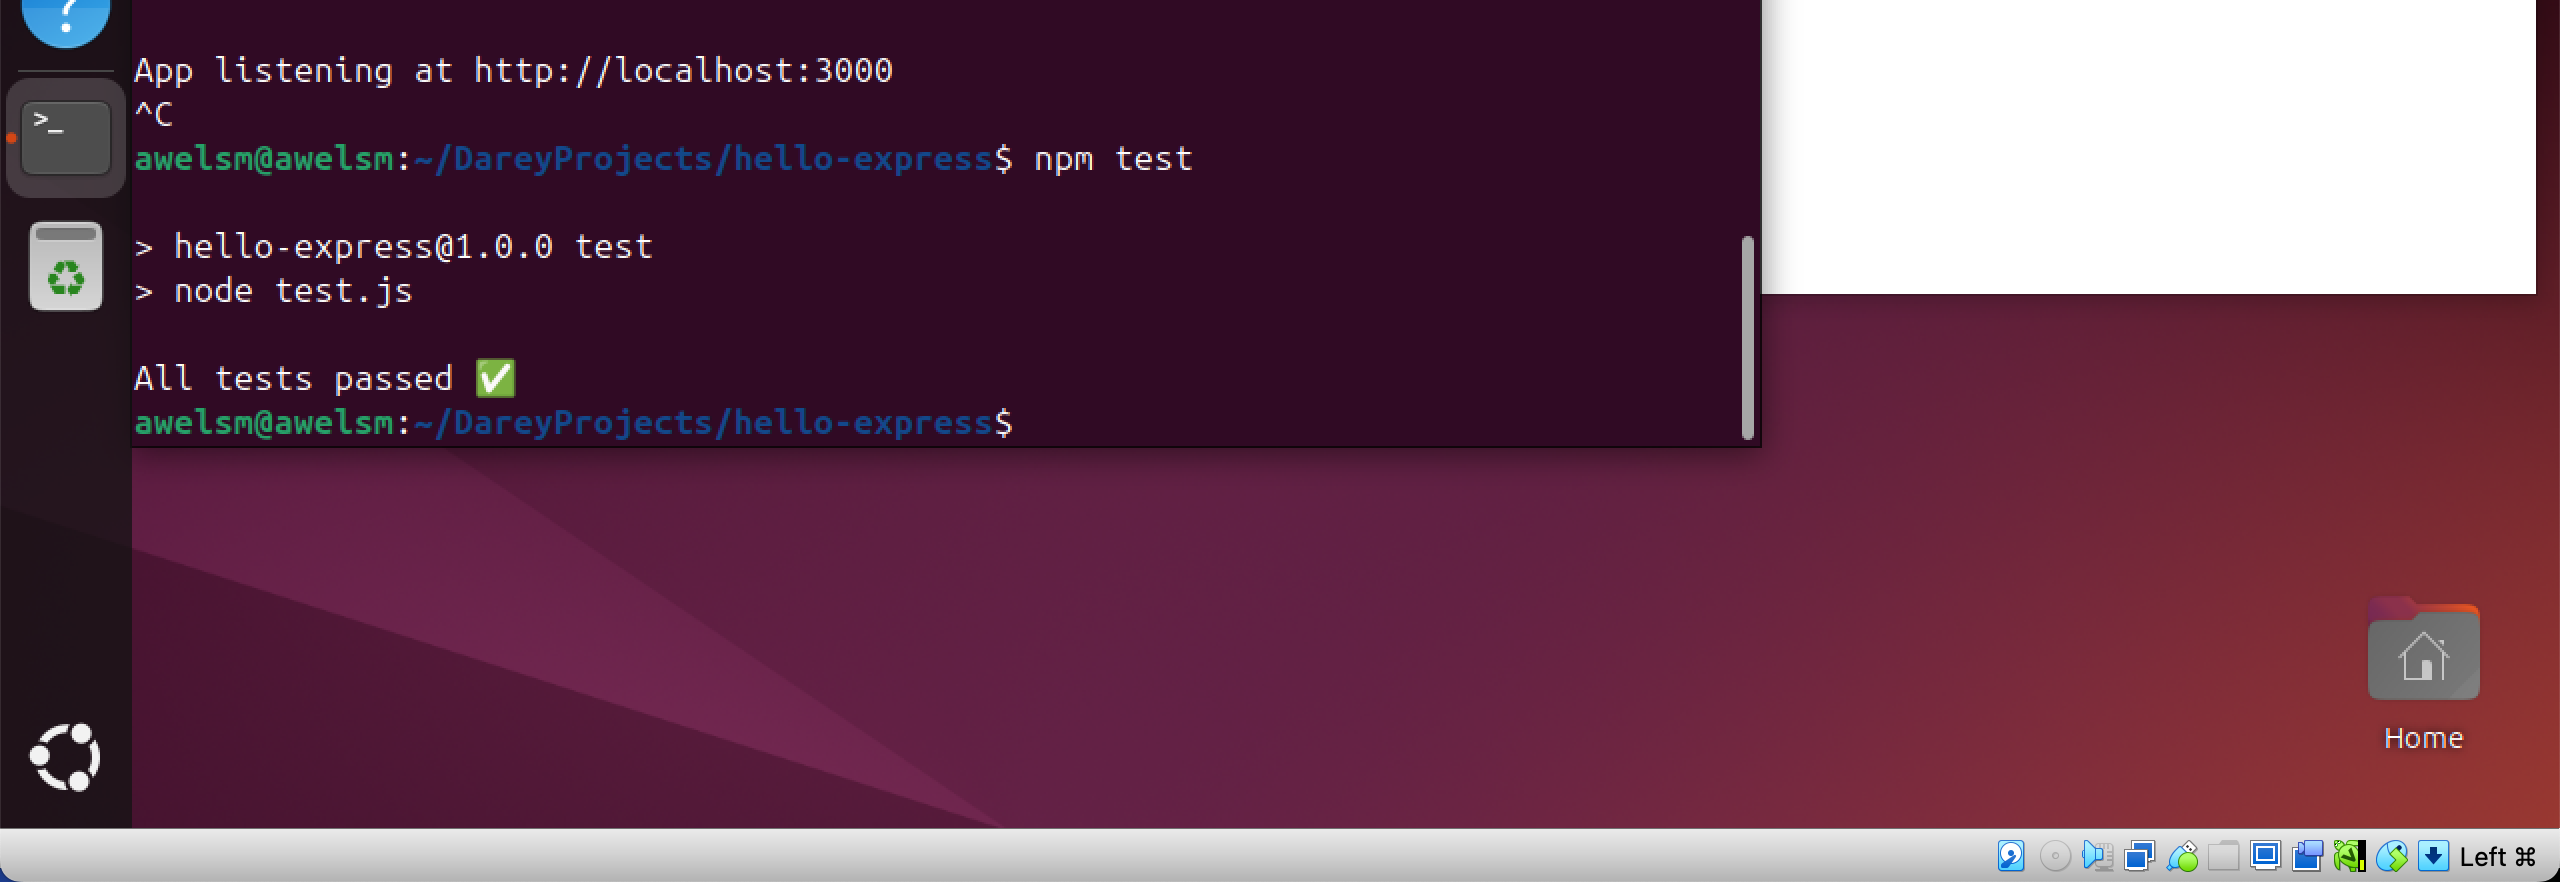 App listening at http://localhost:3000
^C
awelsm@awelsm:~/DareyProjects/hello-express$ npm test
> hello-express@1.0.0 test
> node test.js
All tests passed ✅
awelsm@awelsm:~/DareyProjects/hello-express$
Home
Left ⌘